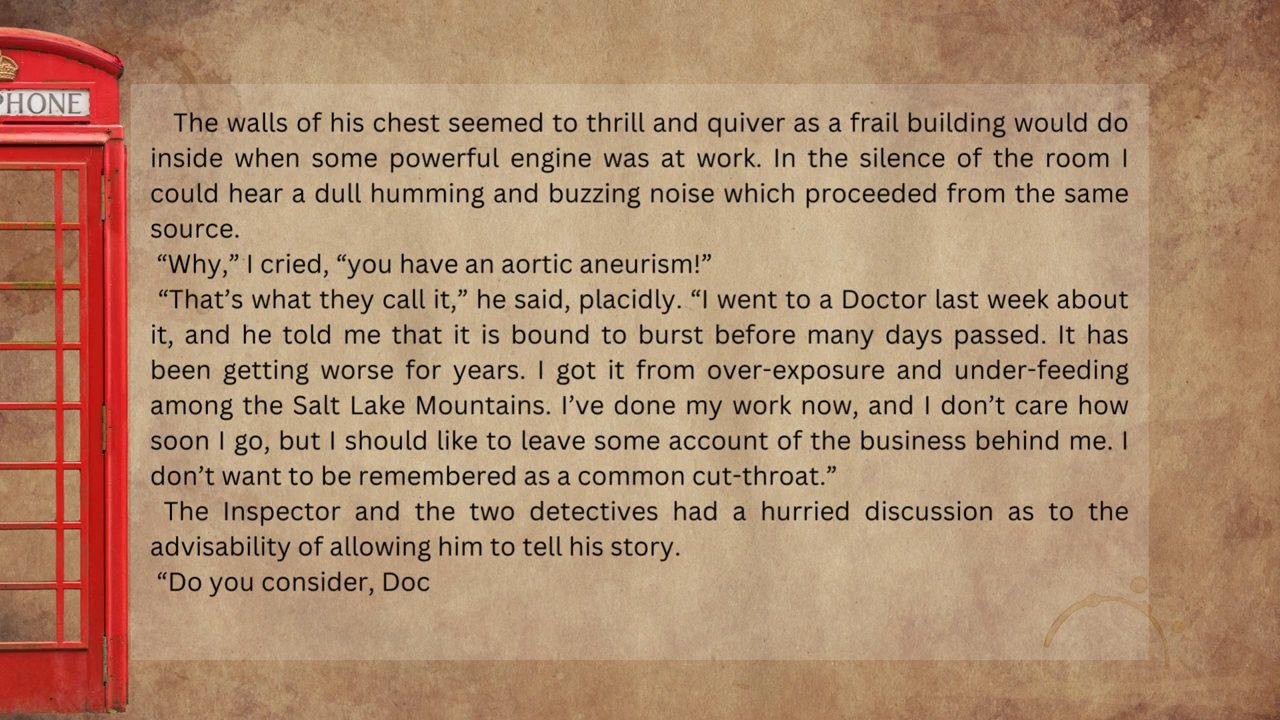 PHONE
The walls of his chest seemed to thrill and quiver as a frail building would do
inside when some powerful engine was at work. In the silence of the room I
could hear a dull humming and buzzing noise which proceeded from the same
source.
“Why,” I cried, “you have an aortic aneurism!”
“That’s what they call it,” he said, placidly. “I went to a Doctor last week about
it, and he told me that it is bound to burst before many days passed. It has
been getting worse for years. I got it from over-exposure and under-feeding
among the Salt Lake Mountains. I’ve done my work now, and I don’t care how
soon I go, but I should like to leave some account of the business behind me. I
don’t want to be remembered as a common cut-throat.”
The Inspector and the two detectives had a hurried discussion as to the
advisability of allowing him to tell his story.
“Do you consider, Doc